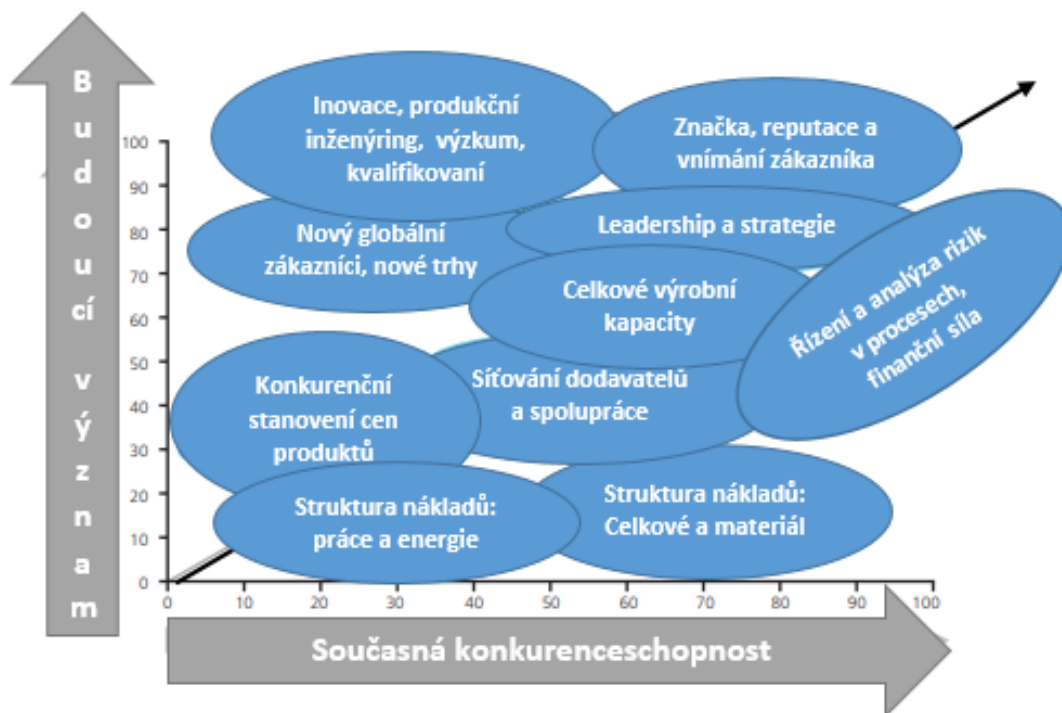 Budoucí význam
Inovace, produkční
inženýring, výzkum,
kvalifikovaní
Značka, reputace a
vnímání zákazníka
Nový globální
zákazníci, nové trhy
Leadership a strategie
Celkové výrobní
kapacity
Řízení a analýza rizik
v procesech,
finanční síla
Konkurenční
stanovení cen
produktů
Síťování dodavatelů
a spolupráce
Struktura nákladů:
práce a energie
Struktura nákladů:
Celkové a materiál
100
90
80
70
60
50
40
30
20
10
0
0 10 20 30 40 50 60 70 80 90 100
Současná konkurenceschopnost